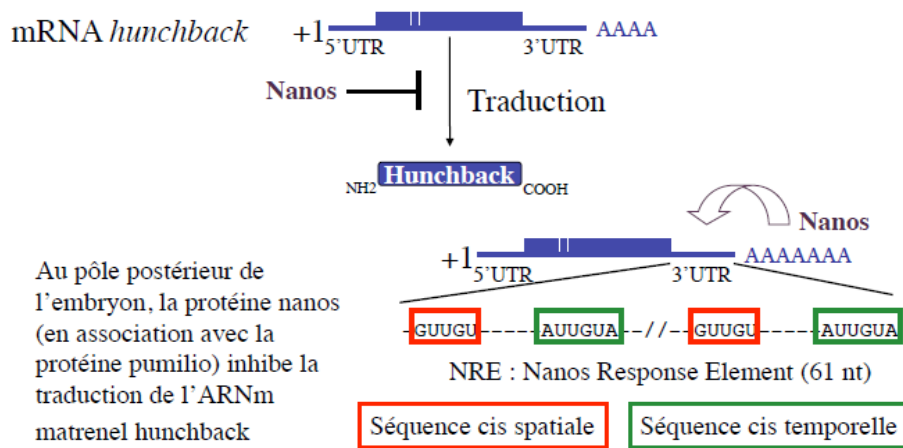 mRNA hunchback
+1
5'UTR
3'UTR
AAAA
Nanos
Traduction
NH2
Hunchback
COOH
Nanos
+1
5'UTR
3'UTR
AAAAAAA
Au pôle postérieur de
l'embryon, la protéine nanos
(en association avec la
protéine pumilio) inhibe la
traduction de l'ARNm
matrenel hunchback
-GUUGU-----AUUGUA--//--GUUGU-----AUUGUA
NRE : Nanos Response Element (61 nt)
Séquence cis spatiale
Séquence cis temporelle